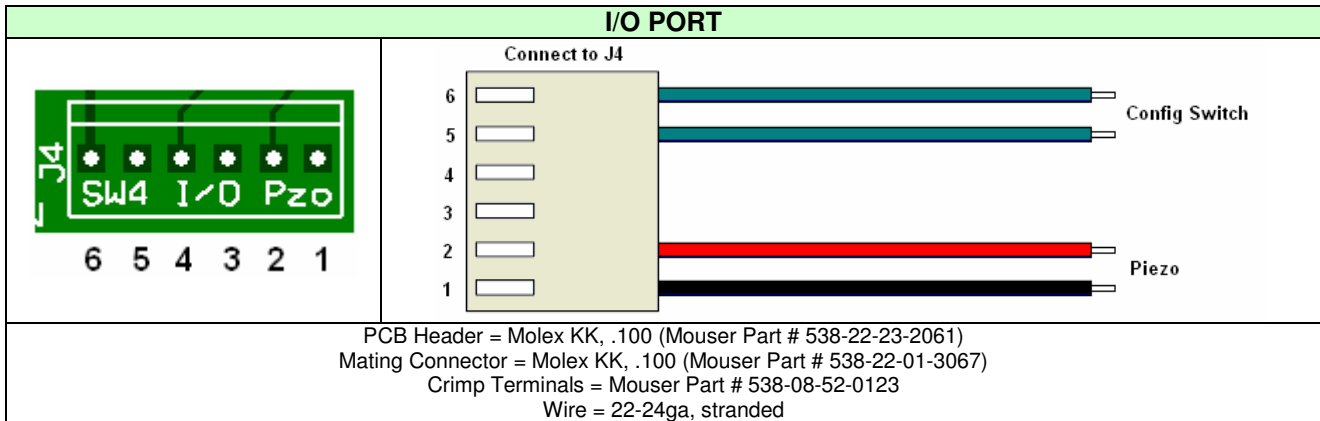 I/O PORT
Connect to J4
J4
SW4 I/O Pzo
6 5 4 3 2 1
6
5
4
3
2
1
Config Switch
Piezo
PCB Header = Molex KK, .100 (Mouser Part # 538-22-23-2061)
Mating Connector = Molex KK, .100 (Mouser Part # 538-22-01-3067)
Crimp Terminals = Mouser Part # 538-08-52-0123
Wire = 22-24ga, stranded